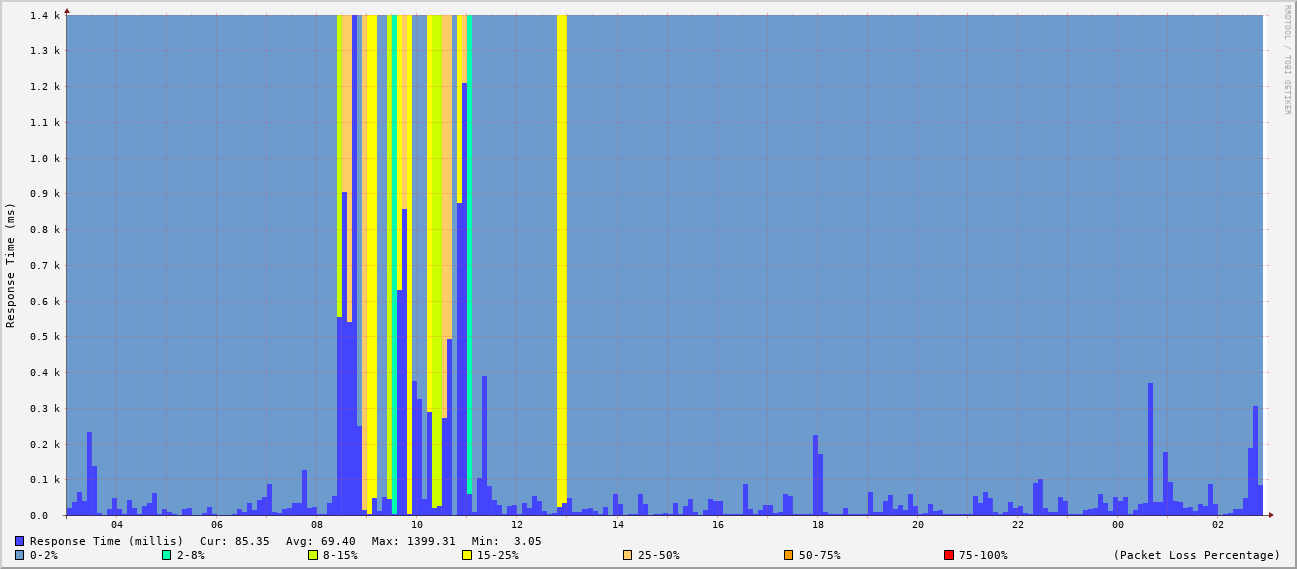 1.4 k
1.3 k
1.2 k
1.1 k
1.0 k
0.9 k
0.8 k
0.7 k
0.6 k
0.5 k
0.4 k
0.3 k
0.2 k
0.1 k
0.0
Response Time (ms)
RRDTOOL / TOBI OETIKER
04 06 08 10 12 14 16 18 20 22 00 02
Response Time (millis) Cur: 85.35 Avg: 69.40 Max: 1399.31 Min: 3.05
0-2% 2-8% 8-15% 15-25% 25-50% 50-75% 75-100% (Packet Loss Percentage)